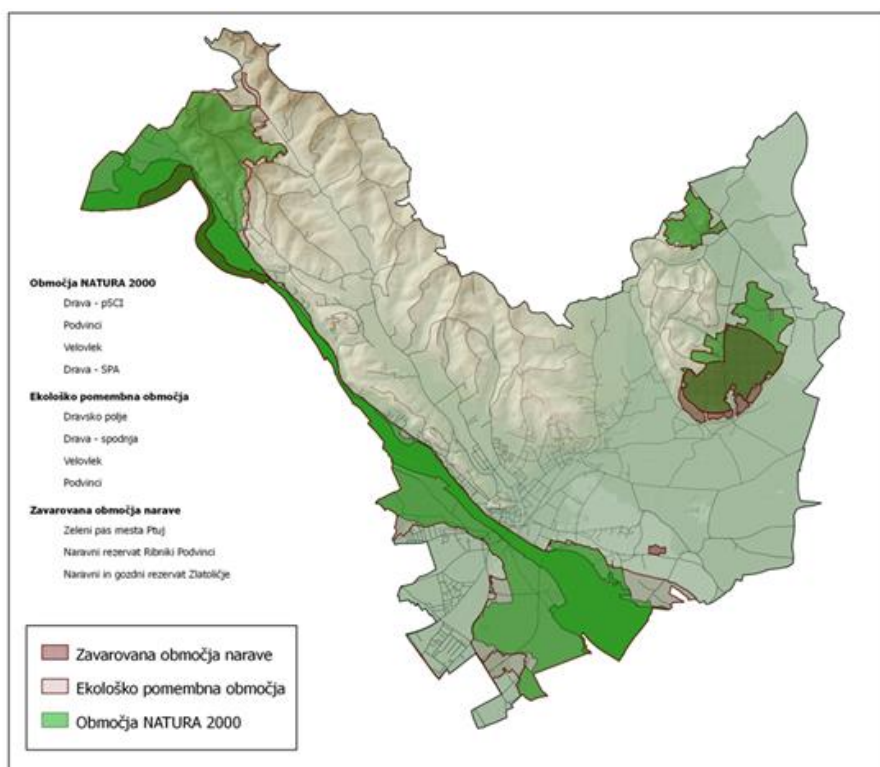 Območja NATURA 2000
Drava - pSCI
Podvinci
Velovlek
Drava - SPA
Ekološko pomembna območja
Dravsko polje
Drava - spodnja
Velovlek
Podvinci
Zavarovana območja narave
Zeleni pas mesta Ptuj
Naravni rezervat Ribniki Podvinci
Naravni in gozdni rezervat Zlatoličje
Zavarovana območja narave
Ekološko pomembna območja
Območja NATURA 2000